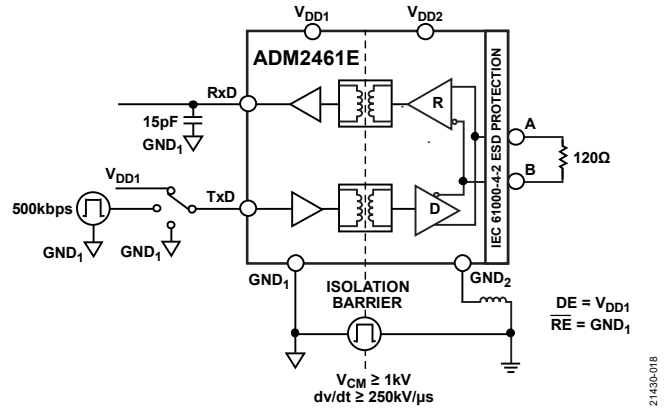 VDD1
VDD2
ADM2461E
RxD
R
15pF
GND1
A
120Ω
B
IEC 61000-4-2 ESD PROTECTION
VDD1
TxD
500kbps
D
GND1
GND1
GND1
ISOLATION
BARRIER
GND2
DE = VDD1
RE = GND1
VCM ≥ 1kV
dv/dt ≥ 250kV/µs
21430-018